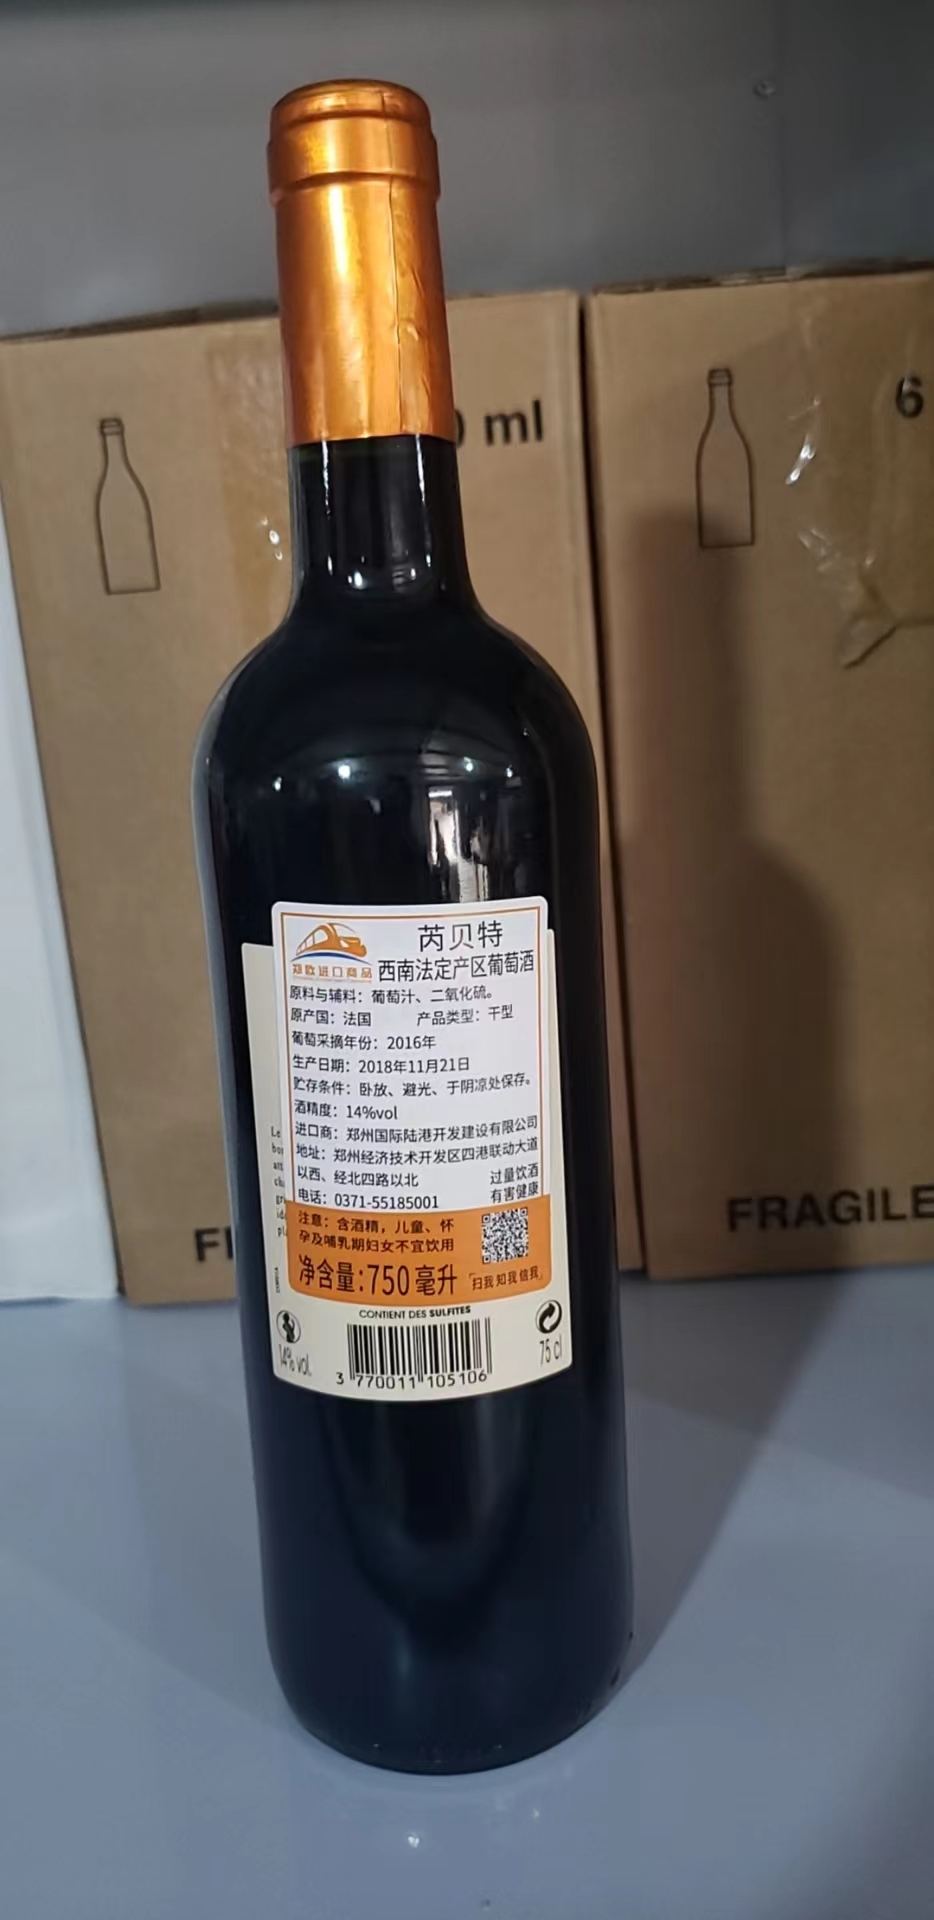 0 ml
6
芮贝特
郑欧进口商品
西南法定产区葡萄酒
原料与辅料：葡萄汁、二氧化硫。
原产国：法国 产品类型：干型
葡萄采摘年份：2016年
生产日期：2018年11月21日
贮存条件：卧放、避光、于阴凉处保存。
酒精度：14%vol
进口商：郑州国际陆港开发建设有限公司
地址：郑州经济技术开发区四港联动大道
以西、经北四路以北
电话：0371-55185001
过量饮酒
有害健康
注意：含酒精，儿童、怀
孕及哺乳期妇女不宜饮用
净含量:750毫升
「扫我知我信我」
FRAGILE
CONTIENT DES SULFITES
14% vol.
75 cl
3 770011 105106